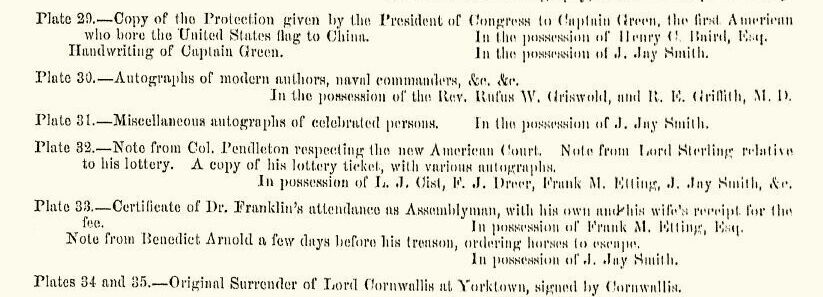 Plate 29.—Copy of the Protection given by the President of Congress to Captain Green, the first American
who bore the United States flag to China. In the possession of Henry C. Baird, Esq.
Handwriting of Captain Green. In the possession of J. Jay Smith.
Plate 30.—Autographs of modern authors, naval commanders, &c. &c.
In the possession of the Rev. Rufus W. Griswold, and R. E. Griffith, M. D.
Plate 31.—Miscellaneous autographs of celebrated persons. In the possession of J. Jay Smith.
Plate 32.—Note from Col. Pendleton respecting the new American Court. Note from Lord Sterling relative
to his lottery. A copy of his lottery ticket, with various autographs.
In possession of L. J. Cist, F. J. Dreer, Frank M. Etting, J. Jay Smith, &c.
Plate 33.—Certificate of Dr. Franklin's attendance as Assemblyman, with his own and his wife's receipt for the
fee. In possession of Frank M. Etting, Esq.
Note from Benedict Arnold a few days before his treason, ordering horses to escape.
In possession of J. Jay Smith.
Plates 34 and 35.—Original Surrender of Lord Cornwallis at Yorktown, signed by Cornwallis.